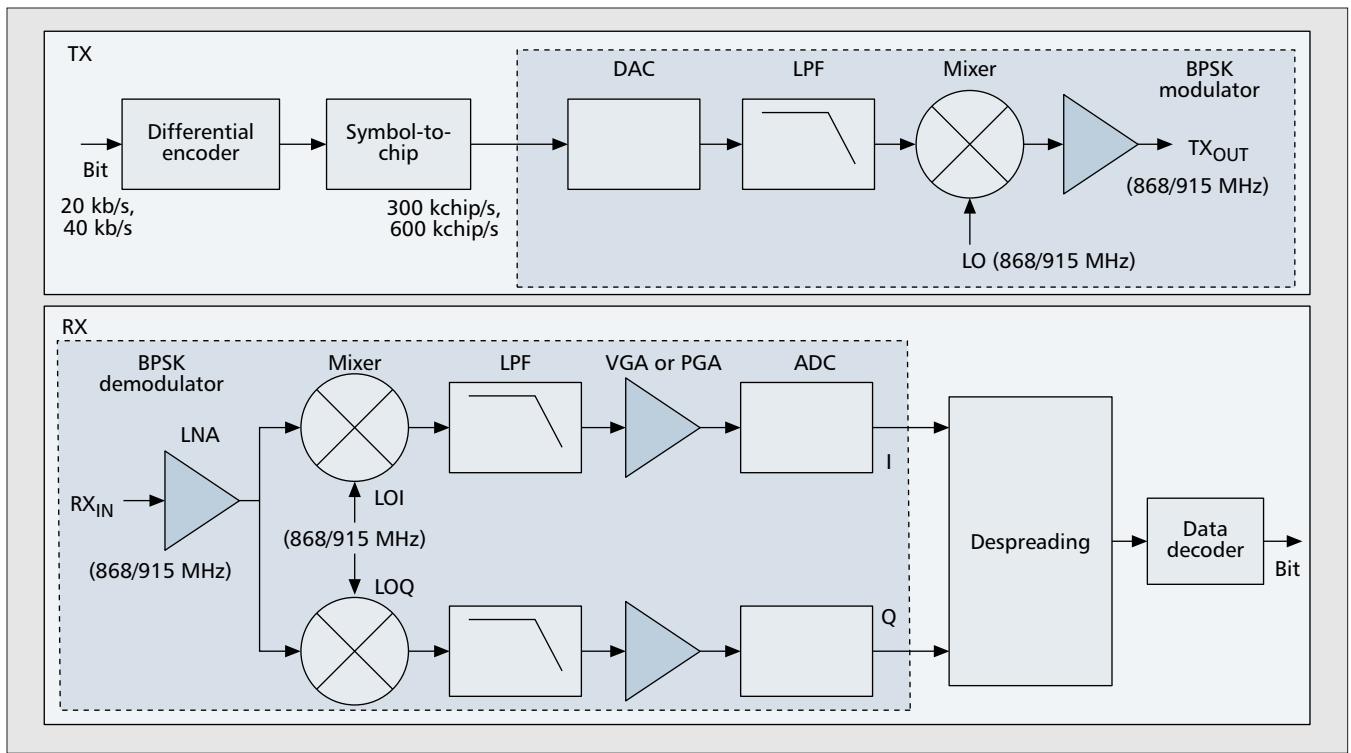 TX
DAC
LPF
Mixer
BPSK
modulator
Differential
encoder
Symbol-to-
chip
Bit
20 kb/s,
40 kb/s
300 kchip/s,
600 kchip/s
TXOUT
(868/915 MHz)
LO (868/915 MHz)
RX
BPSK
demodulator
Mixer
LPF
VGA or PGA
ADC
LNA
I
RXIN
LOI
(868/915 MHz)
(868/915 MHz)
LOQ
Q
Despreading
Data
decoder
Bit